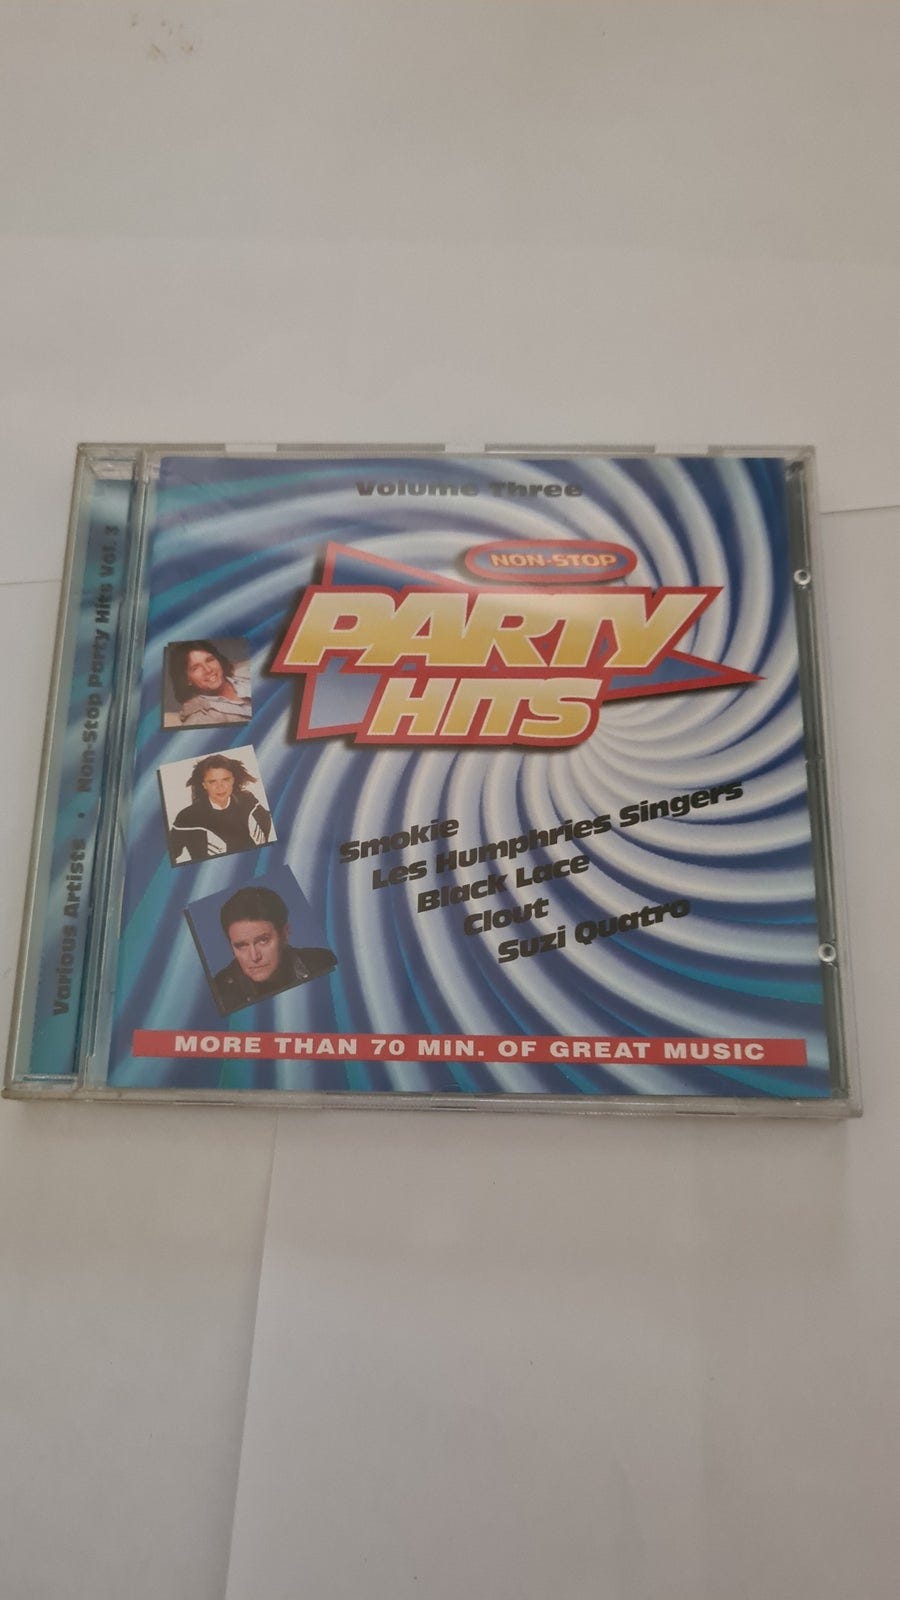 Volume Three
NON-STOP
PARTY
HITS
Smokie
Les Humphries Singers
Black Lace
Clout
Suzi Quatro
MORE THAN 70 MIN. OF GREAT MUSIC
Various Artists · Non-Stop Party Hits Vol. 3